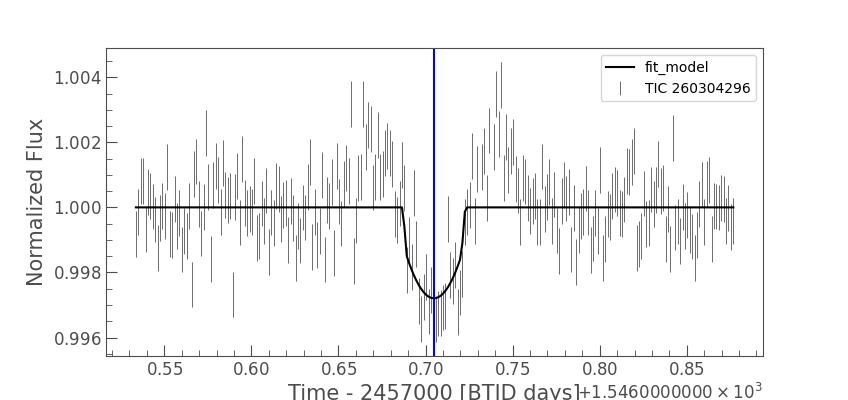 1.004
1.002
1.000
0.998
0.996
Normalized Flux
fit_model
TIC 260304296
0.55 0.60 0.65 0.70 0.75 0.80 0.85
Time - 2457000 [BTJD days]
+1.5460000000 × 10³